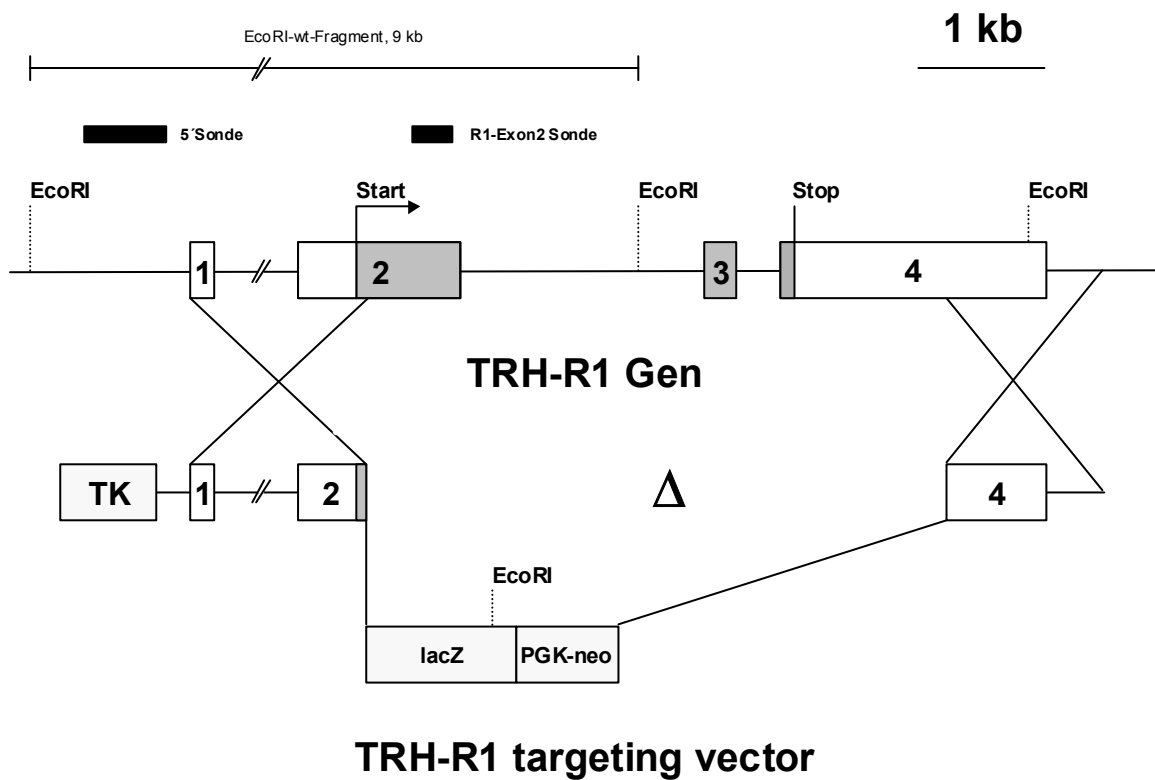 EcoRI-wt-Fragment, 9 kb
1 kb
5´Sonde
R1-Exon2 Sonde
EcoRI
Start
EcoRI
Stop
EcoRI
1
2
3
4
TRH-R1 Gen
TK
1
2
Δ
4
EcoRI
lacZ
PGK-neo
TRH-R1 targeting vector